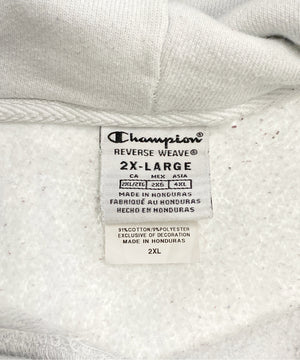 Champion®
REVERSE WEAVE®
2X-LARGE
CA MEX ASIA
2XL/2TG 2XG 4XL
MADE IN HONDURAS
FABRIQUÉ AU HONDURAS
HECHO EN HONDURAS
91%COTTON/9%POLYESTER
EXCLUSIVE OF DECORATION
MADE IN HONDURAS
2XL